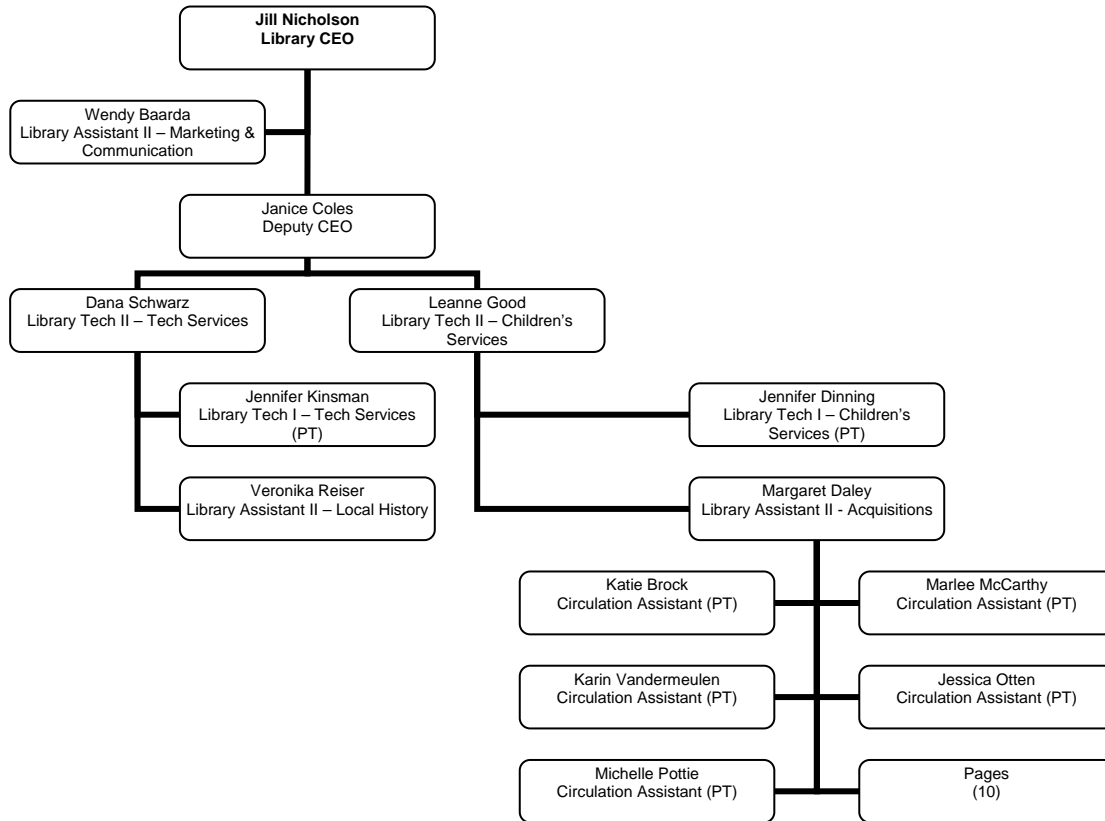 Jill Nicholson
Library CEO
Wendy Baarda
Library Assistant II – Marketing &
Communication
Janice Coles
Deputy CEO
Dana Schwarz
Library Tech II – Tech Services
Leanne Good
Library Tech II – Children's
Services
Jennifer Kinsman
Library Tech I – Tech Services
(PT)
Jennifer Dinning
Library Tech I – Children's
Services (PT)
Veronika Reiser
Library Assistant II – Local History
Margaret Daley
Library Assistant II - Acquisitions
Katie Brock
Circulation Assistant (PT)
Marlee McCarthy
Circulation Assistant (PT)
Karin Vandermeulen
Circulation Assistant (PT)
Jessica Otten
Circulation Assistant (PT)
Michelle Pottie
Circulation Assistant (PT)
Pages
(10)